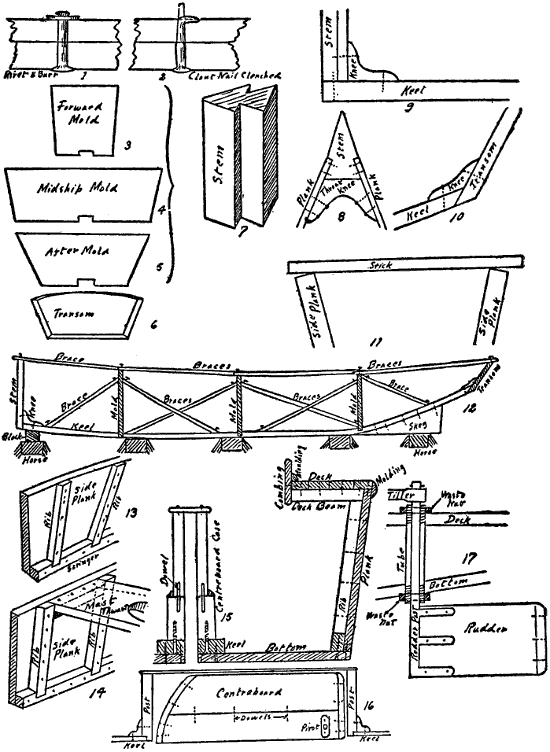 Rivet & Burr
1
2
Clout Nail Clenched
Forward
Mold
3
Midship Mold
4
After Mold
5
Transom
6
Stem
7
Stem
Knee
Keel
9
Stem
Plank
Throat
Knee
Plank
8
Knee
Transom
Keel
10
Stick
Side Plank
Side Plank
11
Brace
Braces
Braces
Stem
Knee
Brace
Mold
Braces
Mold
Braces
Mold
Brace
Transom
12
Keel
Skeg
Block
Horse
Horse
Side
Plank
Rib
Rib
13
Stringer
Mast
Thwart
Rib
Side
Plank
Rib
14
Dowel
Centreboard Case
15
Keel
Bottom
Coaming
Moulding
Deck
Molding
Deck Beam
Rib
Plank
Tiller
Waste
Nut
Deck
Tube
17
Bottom
Waste
Nut
Rudder Post
Rudder
Centreboard
16
Post
Post
Dowels
Pivot
Keel
Keel